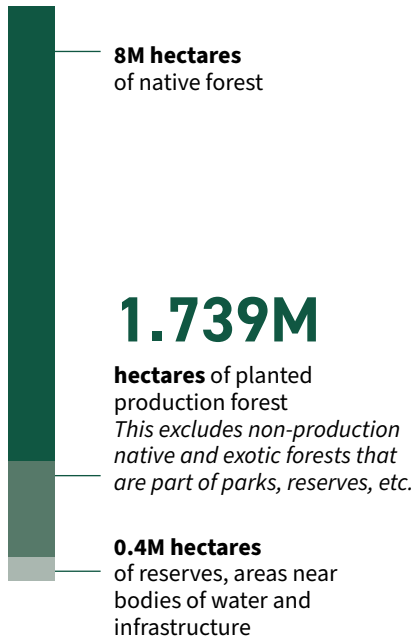 8M hectares
of native forest
1.739M
hectares of planted
production forest
This excludes non-production
native and exotic forests that
are part of parks, reserves, etc.
0.4M hectares
of reserves, areas near
bodies of water and
infrastructure